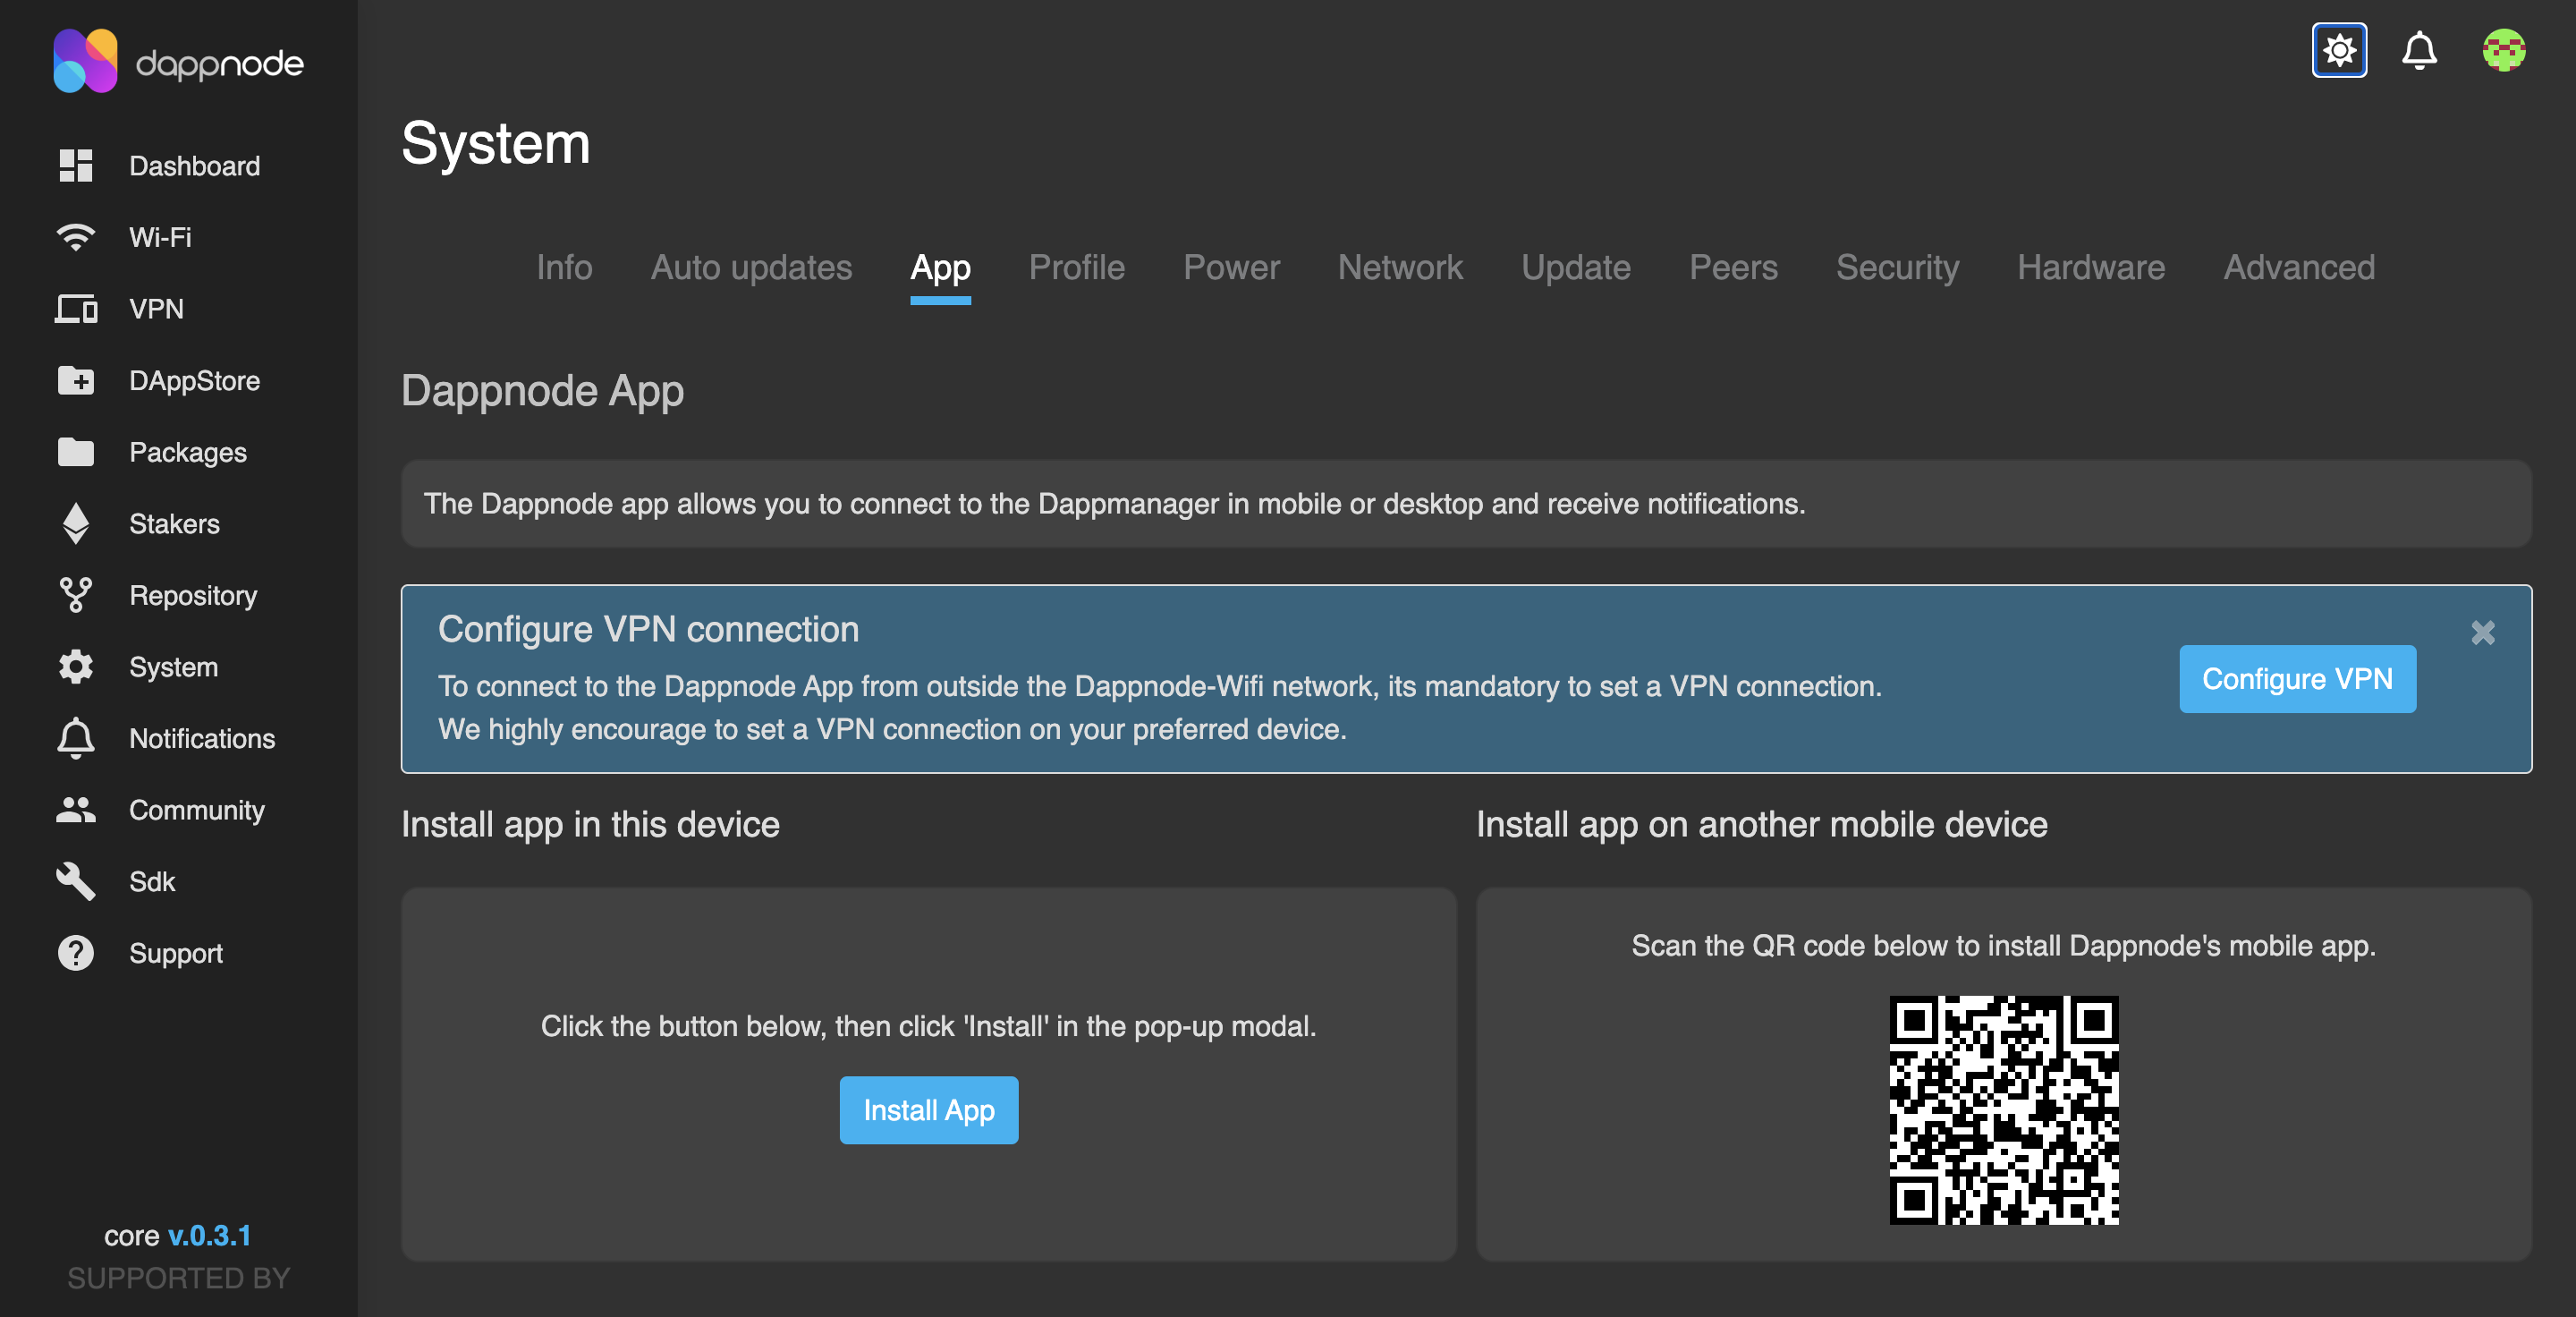 dappnode
Dashboard
Wi-Fi
VPN
DAppStore
Packages
Stakers
Repository
System
Notifications
Community
Sdk
Support
core v.0.3.1
SUPPORTED BY
System
Info Auto updates App Profile Power Network Update Peers Security Hardware Advanced
Dappnode App
The Dappnode app allows you to connect to the Dappmanager in mobile or desktop and receive notifications.
Configure VPN connection
To connect to the Dappnode App from outside the Dappnode-Wifi network, its mandatory to set a VPN connection.
We highly encourage to set a VPN connection on your preferred device.
Configure VPN
Install app in this device
Click the button below, then click 'Install' in the pop-up modal.
Install App
Install app on another mobile device
Scan the QR code below to install Dappnode's mobile app.